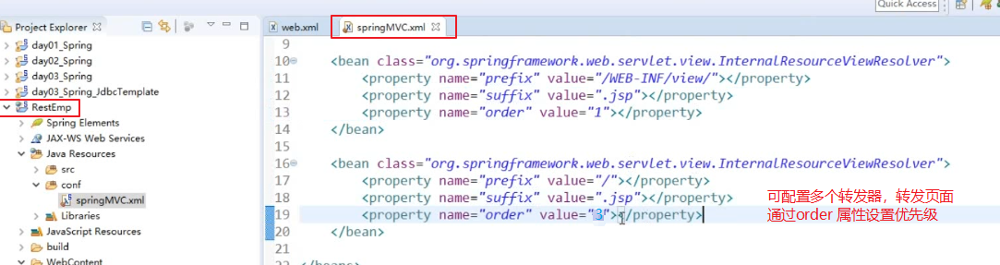 Quick Access
Project Explorer
day01_Spring
day02_Spring
day03_Spring
day03_Spring_JdbcTemplate
RestEmp
Spring Elements
JAX-WS Web Services
Java Resources
src
conf
springMVC.xml
Libraries
JavaScript Resources
build
WebContent
web.xml
springMVC.xml
9
10 <bean class="org.springframework.web.servlet.view.InternalResourceViewResolver">
11 <property name="prefix" value="/WEB-INF/view/"></property>
12 <property name="suffix" value=".jsp"></property>
13 <property name="order" value="1"></property>
14 </bean>
15
16 <bean class="org.springframework.web.servlet.view.InternalResourceViewResolver">
17 <property name="prefix" value="/"></property>
18 <property name="suffix" value=".jsp"></property>
19 <property name="order" value="3"></property>
20 </bean>
21
22 </beans>
可配置多个转发器，转发页面
通过order 属性设置优先级